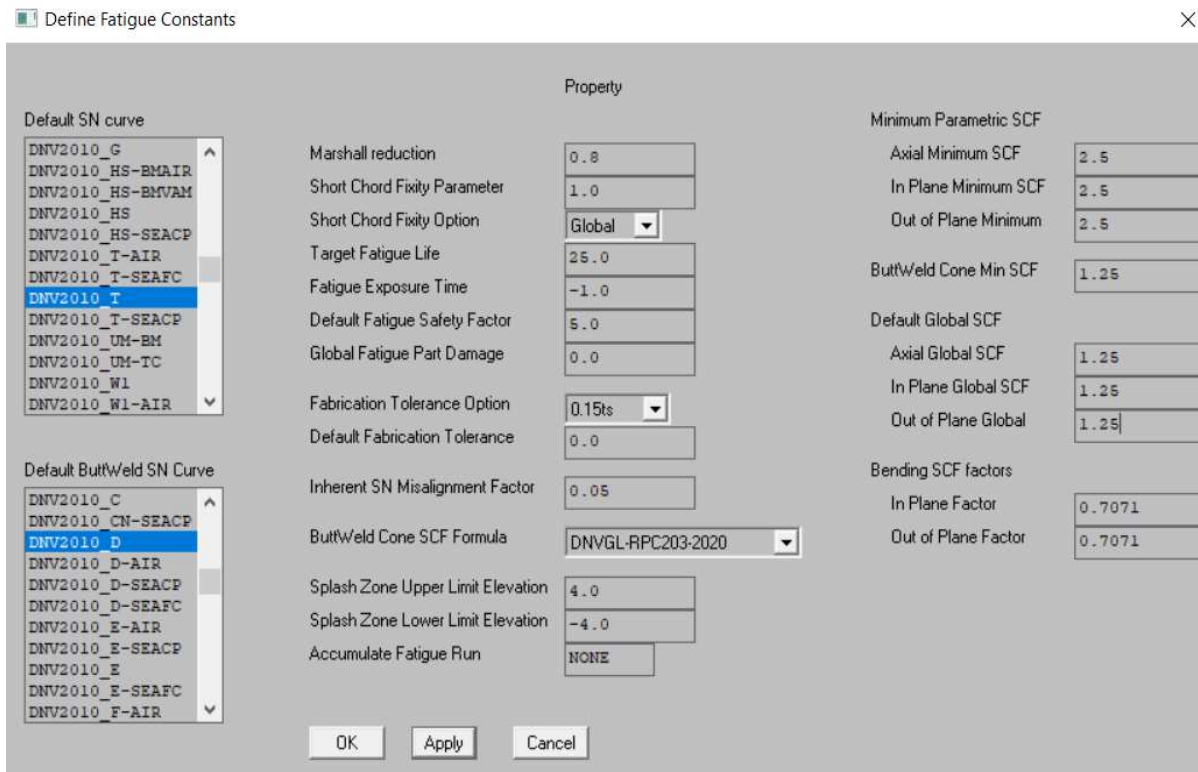 Define Fatigue Constants
Property
Default SN curve
DNV2010_G
DNV2010_HS-BMAIR
DNV2010_HS-BMVAM
DNV2010_HS
DNV2010_HS-SEACP
DNV2010_T-AIR
DNV2010_T-SEAFC
DNV2010_T
DNV2010_T-SEACP
DNV2010_UM-BM
DNV2010_UM-TC
DNV2010_W1
DNV2010_W1-AIR
Default ButtWeld SN Curve
DNV2010_C
DNV2010_CN-SEACP
DNV2010_D
DNV2010_D-AIR
DNV2010_D-SEACP
DNV2010_D-SEAFC
DNV2010_E-AIR
DNV2010_E-SEACP
DNV2010_E
DNV2010_E-SEAFC
DNV2010_F-AIR
Marshall reduction 0.8
Short Chord Fixity Parameter 1.0
Short Chord Fixity Option Global
Target Fatigue Life 25.0
Fatigue Exposure Time -1.0
Default Fatigue Safety Factor 5.0
Global Fatigue Part Damage 0.0
Fabrication Tolerance Option 0.15ts
Default Fabrication Tolerance 0.0
Inherent SN Misalignment Factor 0.05
ButtWeld Cone SCF Formula DNVGL-RPC203-2020
Splash Zone Upper Limit Elevation 4.0
Splash Zone Lower Limit Elevation -4.0
Accumulate Fatigue Run NONE
Minimum Parametric SCF
Axial Minimum SCF 2.5
In Plane Minimum SCF 2.5
Out of Plane Minimum 2.5
ButtWeld Cone Min SCF 1.25
Default Global SCF
Axial Global SCF 1.25
In Plane Global SCF 1.25
Out of Plane Global 1.25
Bending SCF factors
In Plane Factor 0.7071
Out of Plane Factor 0.7071
OK Apply Cancel